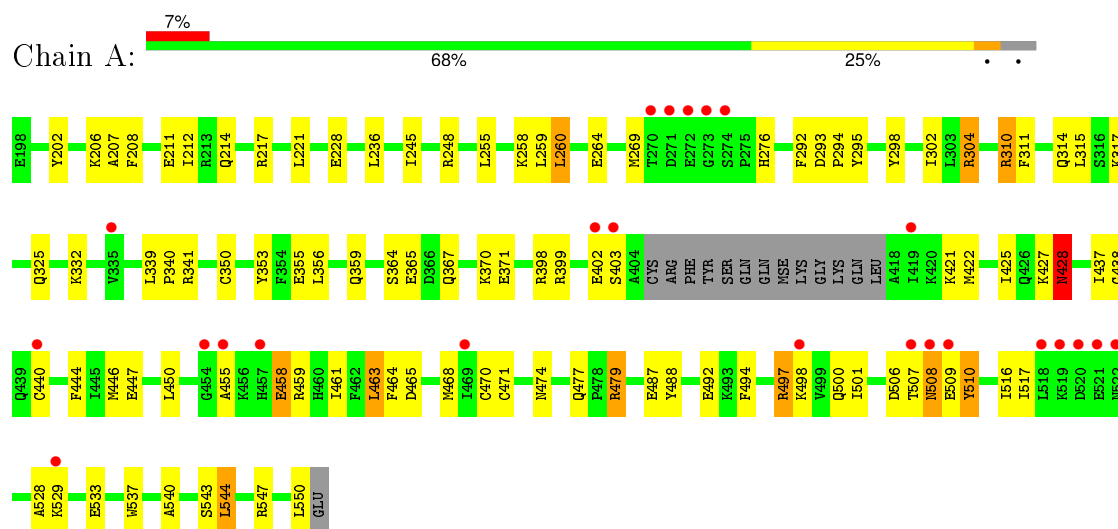 7%
Chain A:
68% 25% • •
E198 Y202 K206 A207 F208 E211 I212 R213 Q214 R217 L221 E228 L236 I245 R248 L255 K258 L259 L260 E264 M269 T270 D271 E272 G273 S274 P275 H276 F292 D293 P294 Y295 Y298 I302 L303 R304 R310 F311 Q314 L315 S316 K317
Q325 K332 V335 L339 P340 R341 C350 Y353 F354 E355 L356 Q359 S364 E365 D366 Q367 K370 E371 R398 R399 E402 S403 A404 CYS ARG PHE TYR SER GLN GLN MSE LYS GLY LYS GLN LEU A418 I419 K420 K421 M422 I425 Q426 K427 N428 I437 C438
Q439 C440 F444 I445 M446 E447 L450 G454 A455 K456 H457 E458 R459 H460 I461 F462 L463 F464 D465 M468 I469 C470 C471 N474 Q477 P478 R479 E487 Y488 E492 K493 F494 R497 K498 V499 Q500 I501 D506 T507 N508 E509 Y510 I516 I517 L518 K519 D520 E521 N522
A528 K529 E533 W537 A540 S543 L544 R547 L550 GLU